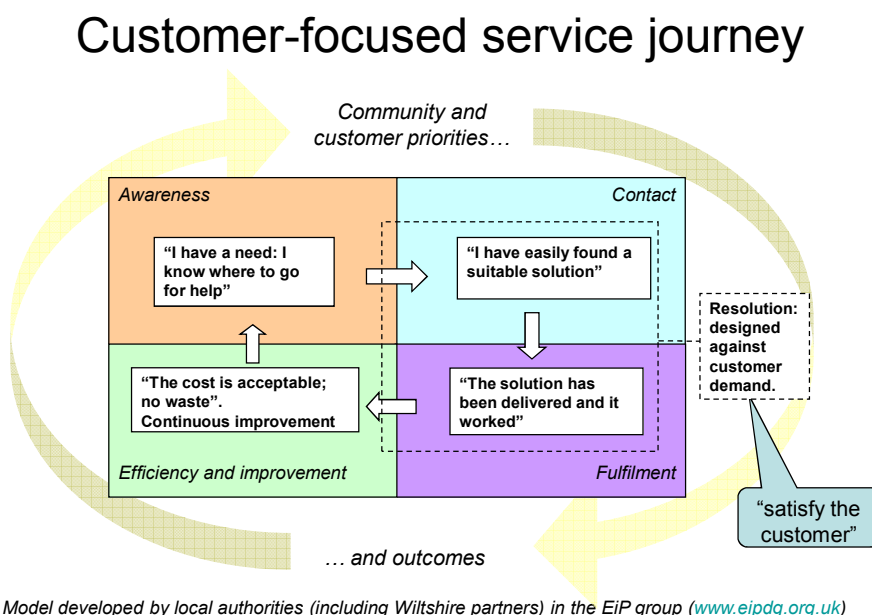 Customer-focused service journey
Community and
customer priorities…
Awareness
Contact
“I have a need: I
know where to go
for help”
“I have easily found a
suitable solution”
Resolution:
designed
against
customer
demand.
“The cost is acceptable;
no waste”.
Continuous improvement
“The solution has
been delivered and it
worked”
Efficiency and improvement
Fulfilment
“satisfy the
customer”
… and outcomes
Model developed by local authorities (including Wiltshire partners) in the EiP group (www.eipdg.org.uk)